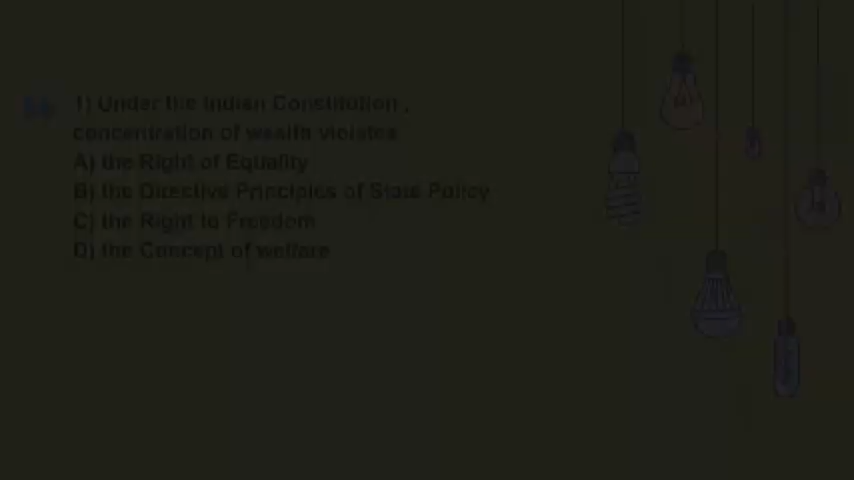 1) Under the Indian Constitution ,
concentration of wealth violates
A) the Right of Equality
B) the Directive Principles of State Policy
C) the Right to Freedom
D) the Concept of welfare